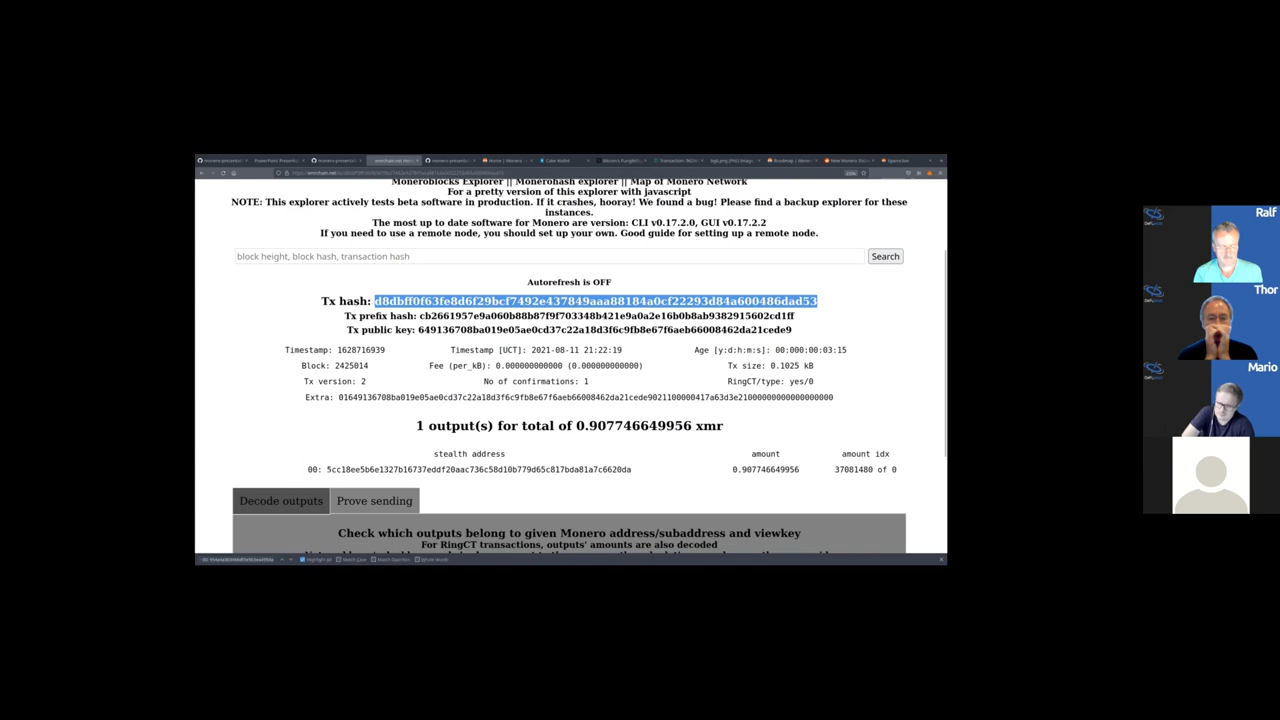 Moneroblocks Explorer || Monerohash explorer || Map of Monero Network
For a pretty version of this explorer with javascript
NOTE: This explorer actively tests beta software in production. If it crashes, hooray! We found a bug! Please find a backup explorer for these
instances.
The most up to date software for Monero are version: CLI v0.17.2.0, GUI v0.17.2.2
If you need to use a remote node, you should set up your own. Good guide for setting up a remote node.
block height, block hash, transaction hash
Search
Autorefresh is OFF
Tx hash: d8dbff0f63fe8d6f29bcf7492e437849aaa88184a0cf22293d84a600486dad53
Tx prefix hash: cb2661957e9a060b88b87f9f703348b421e9a0a2e16b0b8ab9382915602cd1ff
Tx public key: 649136708ba019e05ae0cd37c22a18d3f6c9fb8e67f6aeb66008462da21cede9
Timestamp: 1628716939 Timestamp [UCT]: 2021-08-11 21:22:19 Age [y:d:h:m:s]: 00:000:00:03:15
Block: 2425014 Fee (per_kB): 0.000000000000 (0.000000000000) Tx size: 0.1025 kB
Tx version: 2 No of confirmations: 1 RingCT/type: yes/0
Extra: 01649136708ba019e05ae0cd37c22a18d3f6c9fb8e67f6aeb66008462da21cede9021100000417a63d3e2100000000000000000000
1 output(s) for total of 0.907746649956 xmr
stealth address amount amount idx
00: 5cc18ee5b6e1327b16737eddf20aac736c58d10b779d65c817bda81a7c6620da 0.907746649956 37081480 of 0
Decode outputs Prove sending
Check which outputs belong to given Monero address/subaddress and viewkey
For RingCT transactions, outputs' amounts are also decoded
Ralf
Thor
Mario